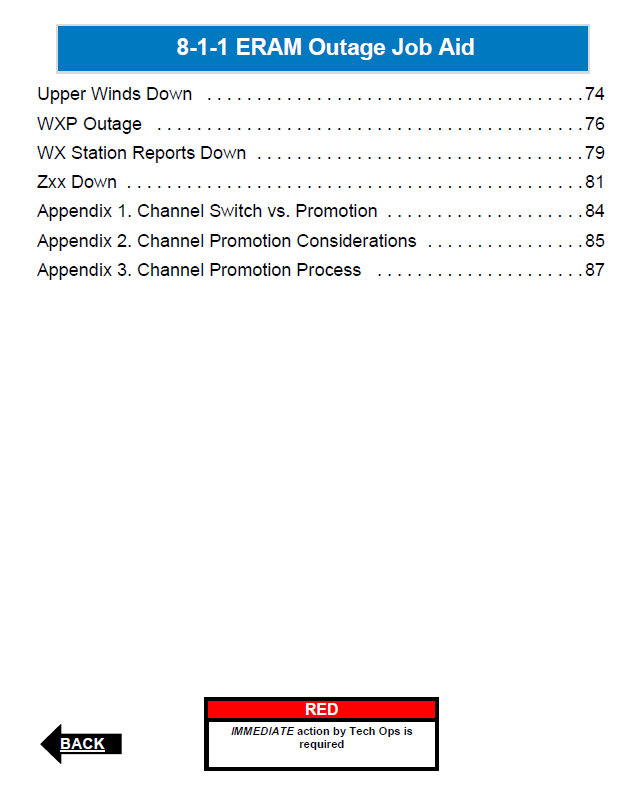 8-1-1 ERAM Outage Job Aid
Upper Winds Down . . . . . . . . . . . . . . . . . . . . . . . . . . . . . . . . . . . . . . 74
WXP Outage . . . . . . . . . . . . . . . . . . . . . . . . . . . . . . . . . . . . . . . . . . . 76
WX Station Reports Down . . . . . . . . . . . . . . . . . . . . . . . . . . . . . . . . . 79
Zxx Down . . . . . . . . . . . . . . . . . . . . . . . . . . . . . . . . . . . . . . . . . . . . . . 81
Appendix 1. Channel Switch vs. Promotion . . . . . . . . . . . . . . . . . . . . 84
Appendix 2. Channel Promotion Considerations . . . . . . . . . . . . . . . . 85
Appendix 3. Channel Promotion Process . . . . . . . . . . . . . . . . . . . . . 87
RED
IMMEDIATE action by Tech Ops is
required
BACK